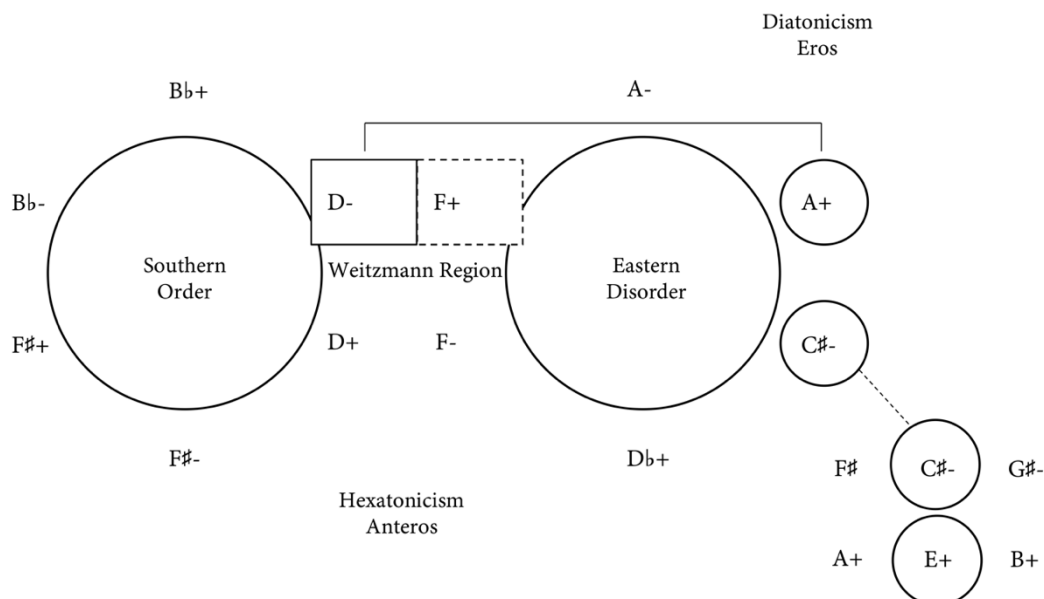 Diatonicism
Eros
B♭+
A-
B♭-
D-
F+
A+
Southern
Order
Weitzmann Region
Eastern
Disorder
F♯+
D+
F-
C♯-
F♯-
D♭+
F♯
C♯-
G♯-
Hexatonicism
Anteros
A+
E+
B+